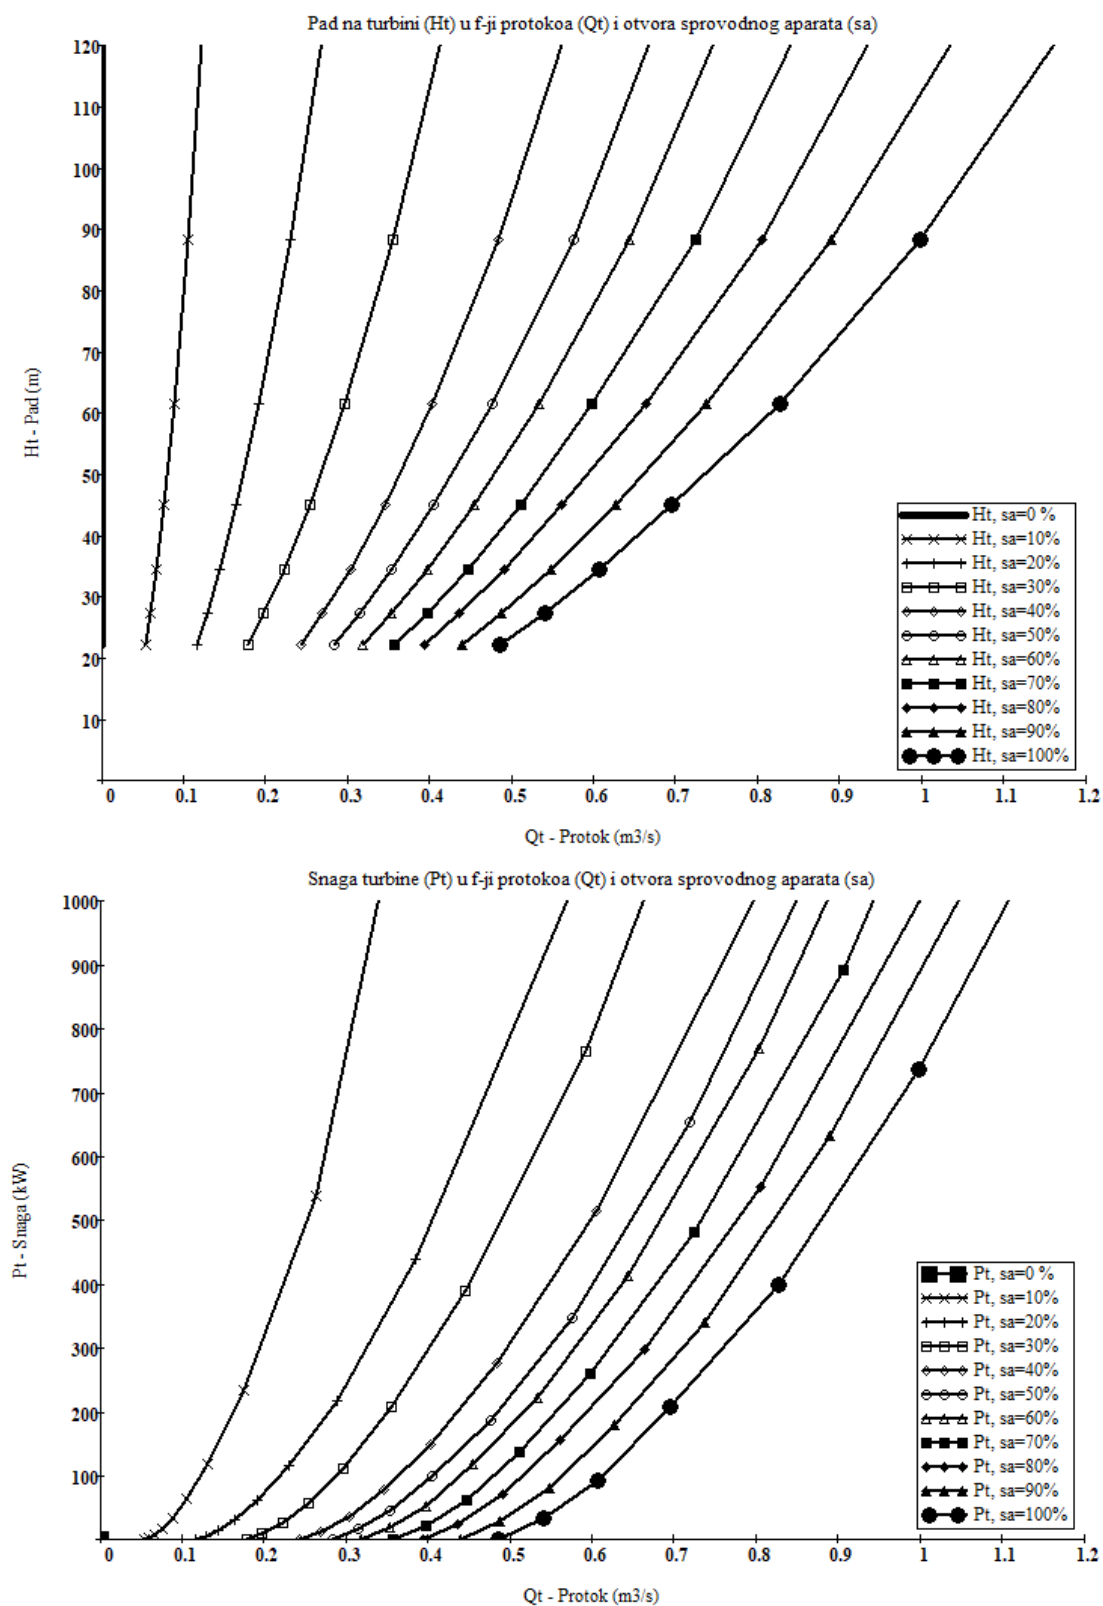 Pad na turbini (Ht) u f-ji protokoa (Qt) i otvora sprovodnog aparata (sa)
120
110
100
90
80
70
60
50
40
30
20
10
Ht - Pad (m)
Ht, sa=0 %
Ht, sa=10%
Ht, sa=20%
Ht, sa=30%
Ht, sa=40%
Ht, sa=50%
Ht, sa=60%
Ht, sa=70%
Ht, sa=80%
Ht, sa=90%
Ht, sa=100%
0 0.1 0.2 0.3 0.4 0.5 0.6 0.7 0.8 0.9 1 1.1 1.2
Qt - Protok (m3/s)
Snaga turbine (Pt) u f-ji protokoa (Qt) i otvora sprovodnog aparata (sa)
1000
900
800
700
600
500
400
300
200
100
Pt - Snaga (kW)
Pt, sa=0 %
Pt, sa=10%
Pt, sa=20%
Pt, sa=30%
Pt, sa=40%
Pt, sa=50%
Pt, sa=60%
Pt, sa=70%
Pt, sa=80%
Pt, sa=90%
Pt, sa=100%
0 0.1 0.2 0.3 0.4 0.5 0.6 0.7 0.8 0.9 1 1.1 1.2
Qt - Protok (m3/s)